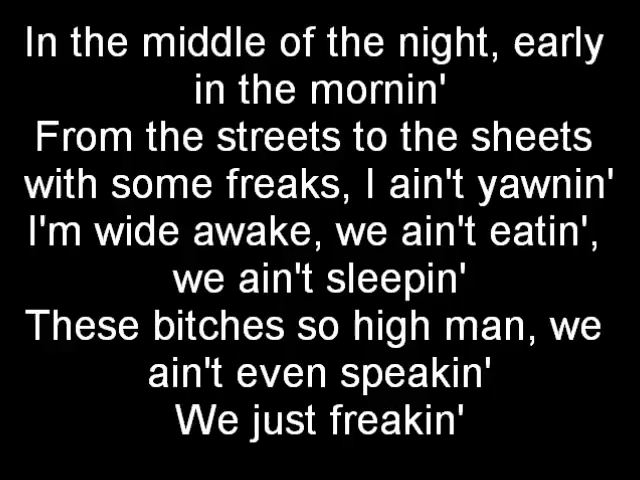 In the middle of the night, early
in the mornin'
From the streets to the sheets
with some freaks, I ain't yawnin'
I'm wide awake, we ain't eatin',
we ain't sleepin'
These bitches so high man, we
ain't even speakin'
We just freakin'